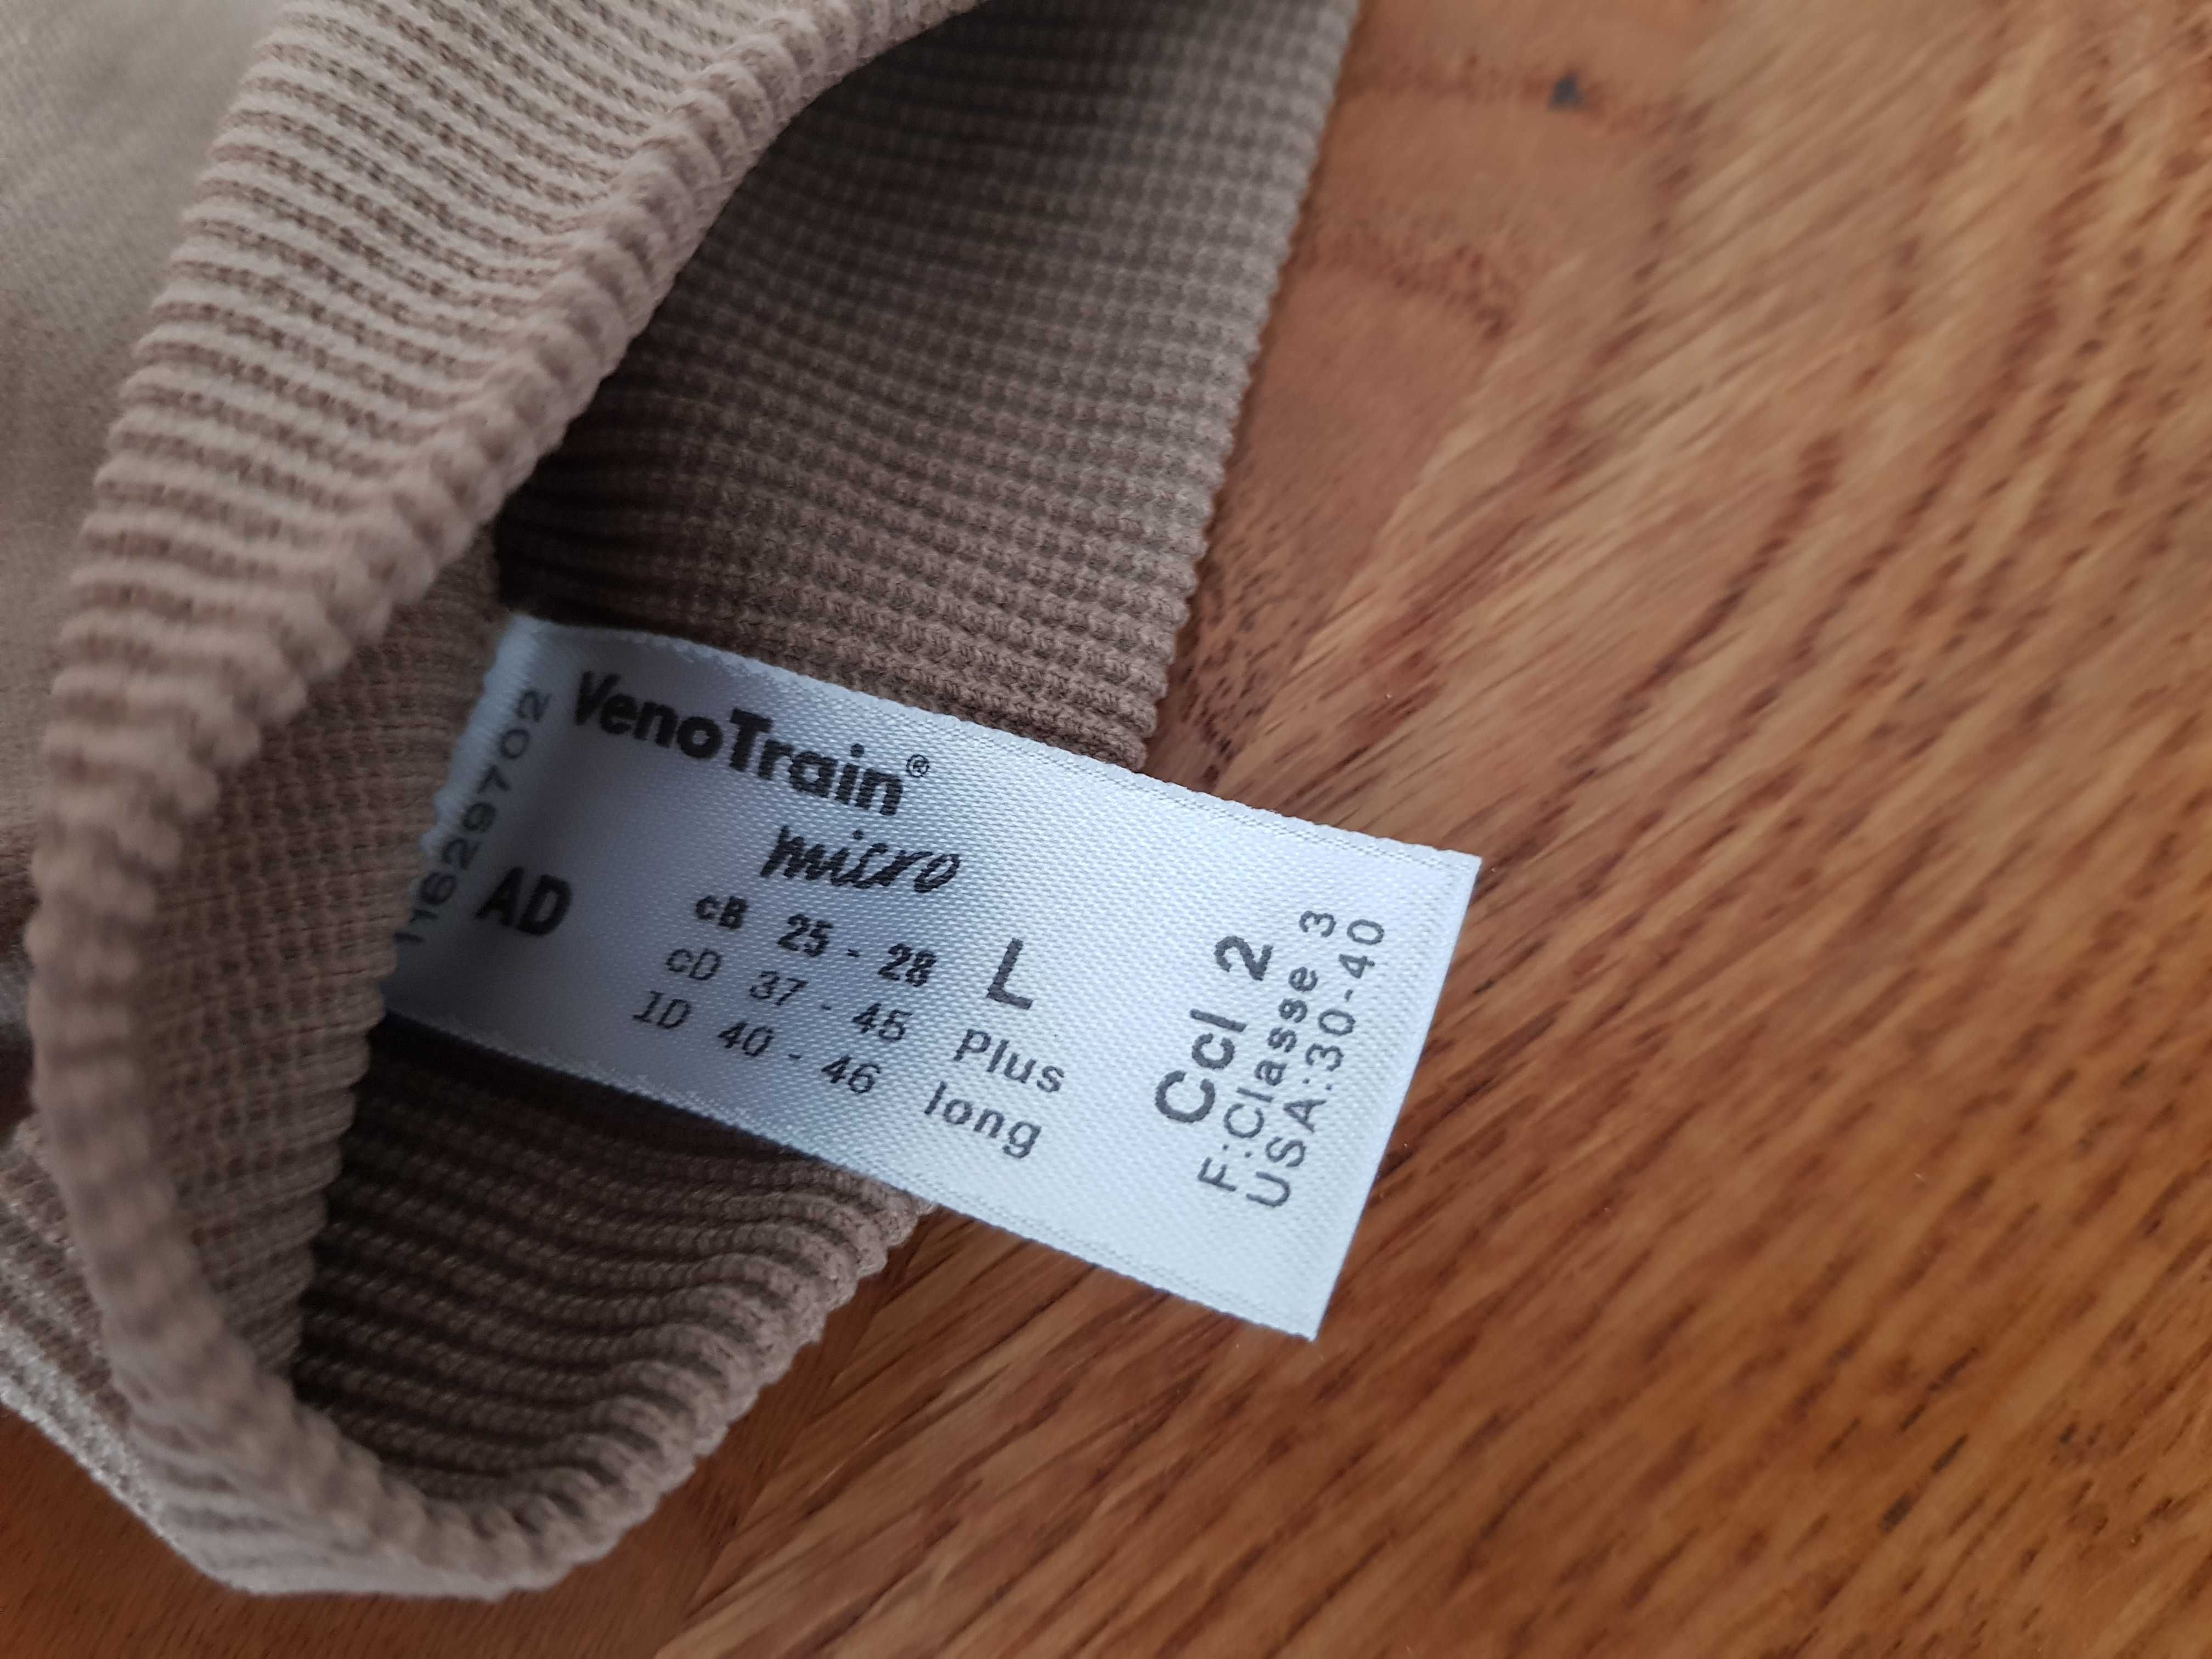 VenoTrain®
micro
AD
cB 25 - 28 L
cD 37 - 45 Plus
lD 40 - 46 long
Ccl 2
F:Classe 3
USA:30-40